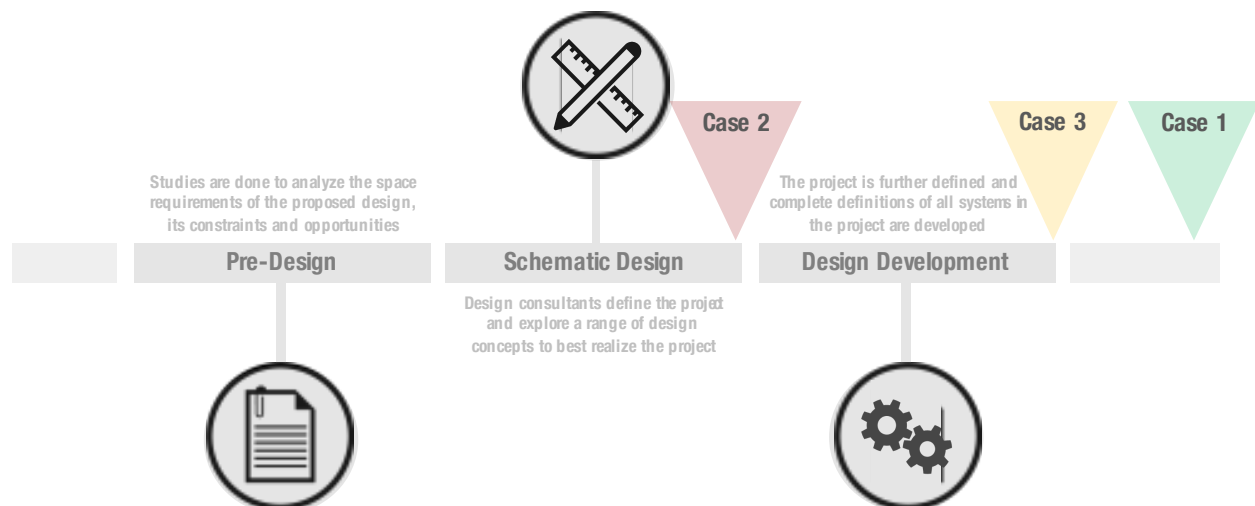 Case 2
Case 3
Case 1
Studies are done to analyze the space
requirements of the proposed design,
its constraints and opportunities
The project is further defined and
complete definitions of all systems in
the project are developed
Pre-Design
Schematic Design
Design Development
Design consultants define the project
and explore a range of design
concepts to best realize the project